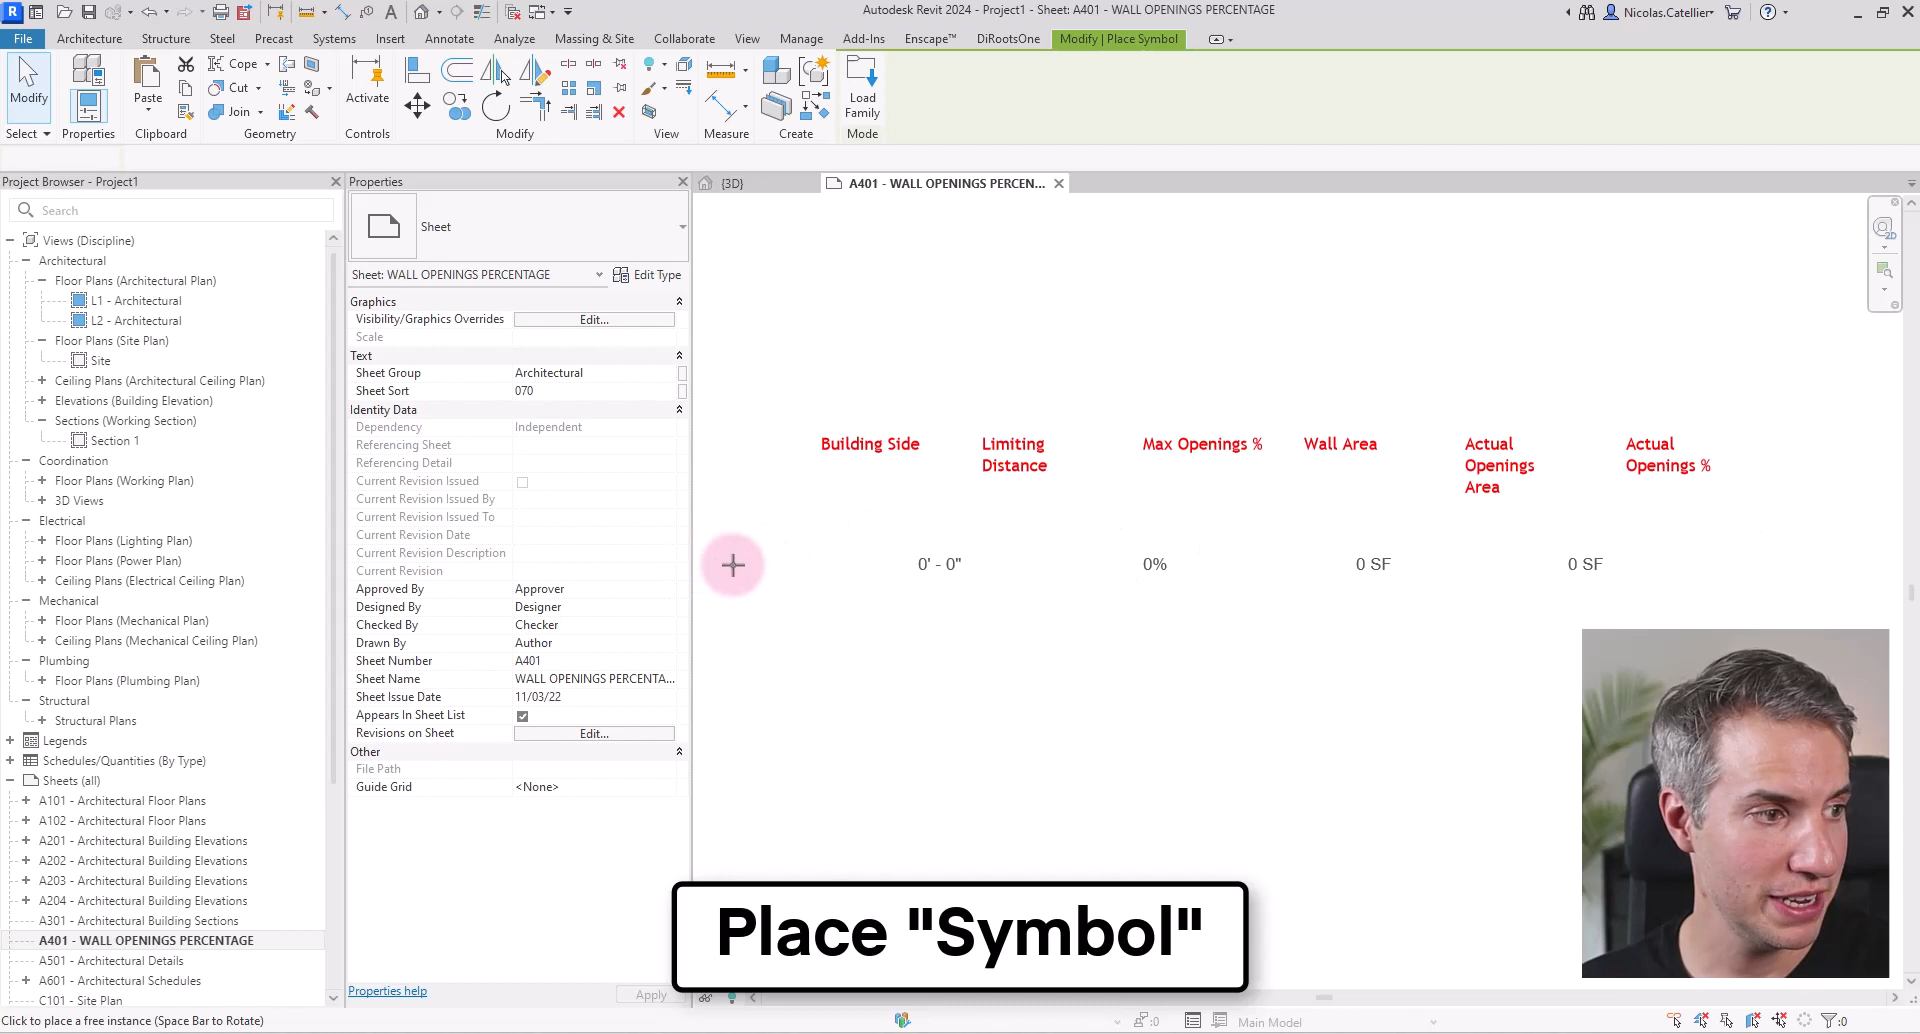 Autodesk Revit 2024 - Project1 - Sheet: A401 - WALL OPENINGS PERCENTAGE
Nicolas.Catellier
File Architecture Structure Steel Precast Systems Insert Annotate Analyze Massing & Site Collaborate View Manage Add-Ins Enscape™ DiRootsOne Modify | Place Symbol
Modify
Paste
Cope
Cut
Join
Activate
Load Family
Select Properties Clipboard Geometry Controls Modify View Measure Create Mode
Project Browser - Project1
Search
Views (Discipline)
Architectural
Floor Plans (Architectural Plan)
L1 - Architectural
L2 - Architectural
Floor Plans (Site Plan)
Site
Ceiling Plans (Architectural Ceiling Plan)
Elevations (Building Elevation)
Sections (Working Section)
Section 1
Coordination
Floor Plans (Working Plan)
3D Views
Electrical
Floor Plans (Lighting Plan)
Floor Plans (Power Plan)
Ceiling Plans (Electrical Ceiling Plan)
Mechanical
Floor Plans (Mechanical Plan)
Ceiling Plans (Mechanical Ceiling Plan)
Plumbing
Floor Plans (Plumbing Plan)
Structural
Structural Plans
Legends
Schedules/Quantities (By Type)
Sheets (all)
A101 - Architectural Floor Plans
A102 - Architectural Floor Plans
A201 - Architectural Building Elevations
A202 - Architectural Building Elevations
A203 - Architectural Building Elevations
A204 - Architectural Building Elevations
A301 - Architectural Building Sections
A401 - WALL OPENINGS PERCENTAGE
A501 - Architectural Details
A601 - Architectural Schedules
C101 - Site Plan
Properties
Sheet
Sheet: WALL OPENINGS PERCENTAGE Edit Type
Graphics
Visibility/Graphics Overrides Edit...
Scale
Text
Sheet Group Architectural
Sheet Sort 070
Identity Data
Dependency Independent
Referencing Sheet
Referencing Detail
Current Revision Issued
Current Revision Issued By
Current Revision Issued To
Current Revision Date
Current Revision Description
Current Revision
Approved By Approver
Designed By Designer
Checked By Checker
Drawn By Author
Sheet Number A401
Sheet Name WALL OPENINGS PERCENTA...
Sheet Issue Date 11/03/22
Appears In Sheet List
Revisions on Sheet Edit...
Other
File Path
Guide Grid <None>
Properties help Apply
{3D} A401 - WALL OPENINGS PERCEN...
2D
Building Side
Limiting
Distance
Max Openings %
Wall Area
Actual
Openings
Area
Actual
Openings %
0' - 0" 0% 0 SF 0 SF
Place "Symbol"
Click to place a free instance (Space Bar to Rotate)
:0
Main Model
:0